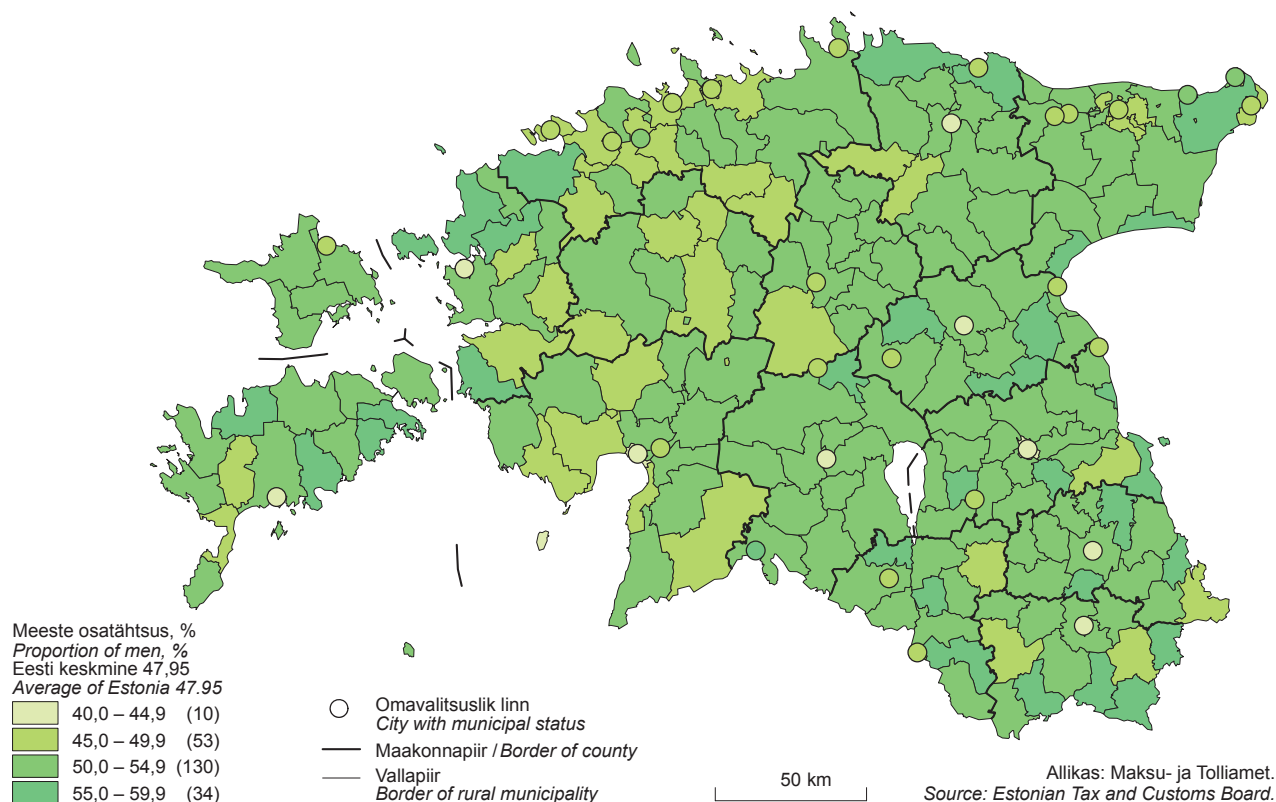 Meeste osatähtsus, %
Proportion of men, %
Eesti keskmine 47,95
Average of Estonia 47.95
40,0 – 44,9 (10)
45,0 – 49,9 (53)
50,0 – 54,9 (130)
55,0 – 59,9 (34)
Omavalitsuslik linn
City with municipal status
Maakonnapiir / Border of county
Vallapiir
Border of rural municipality
50 km
Allikas: Maksu- ja Tolliamet.
Source: Estonian Tax and Customs Board.